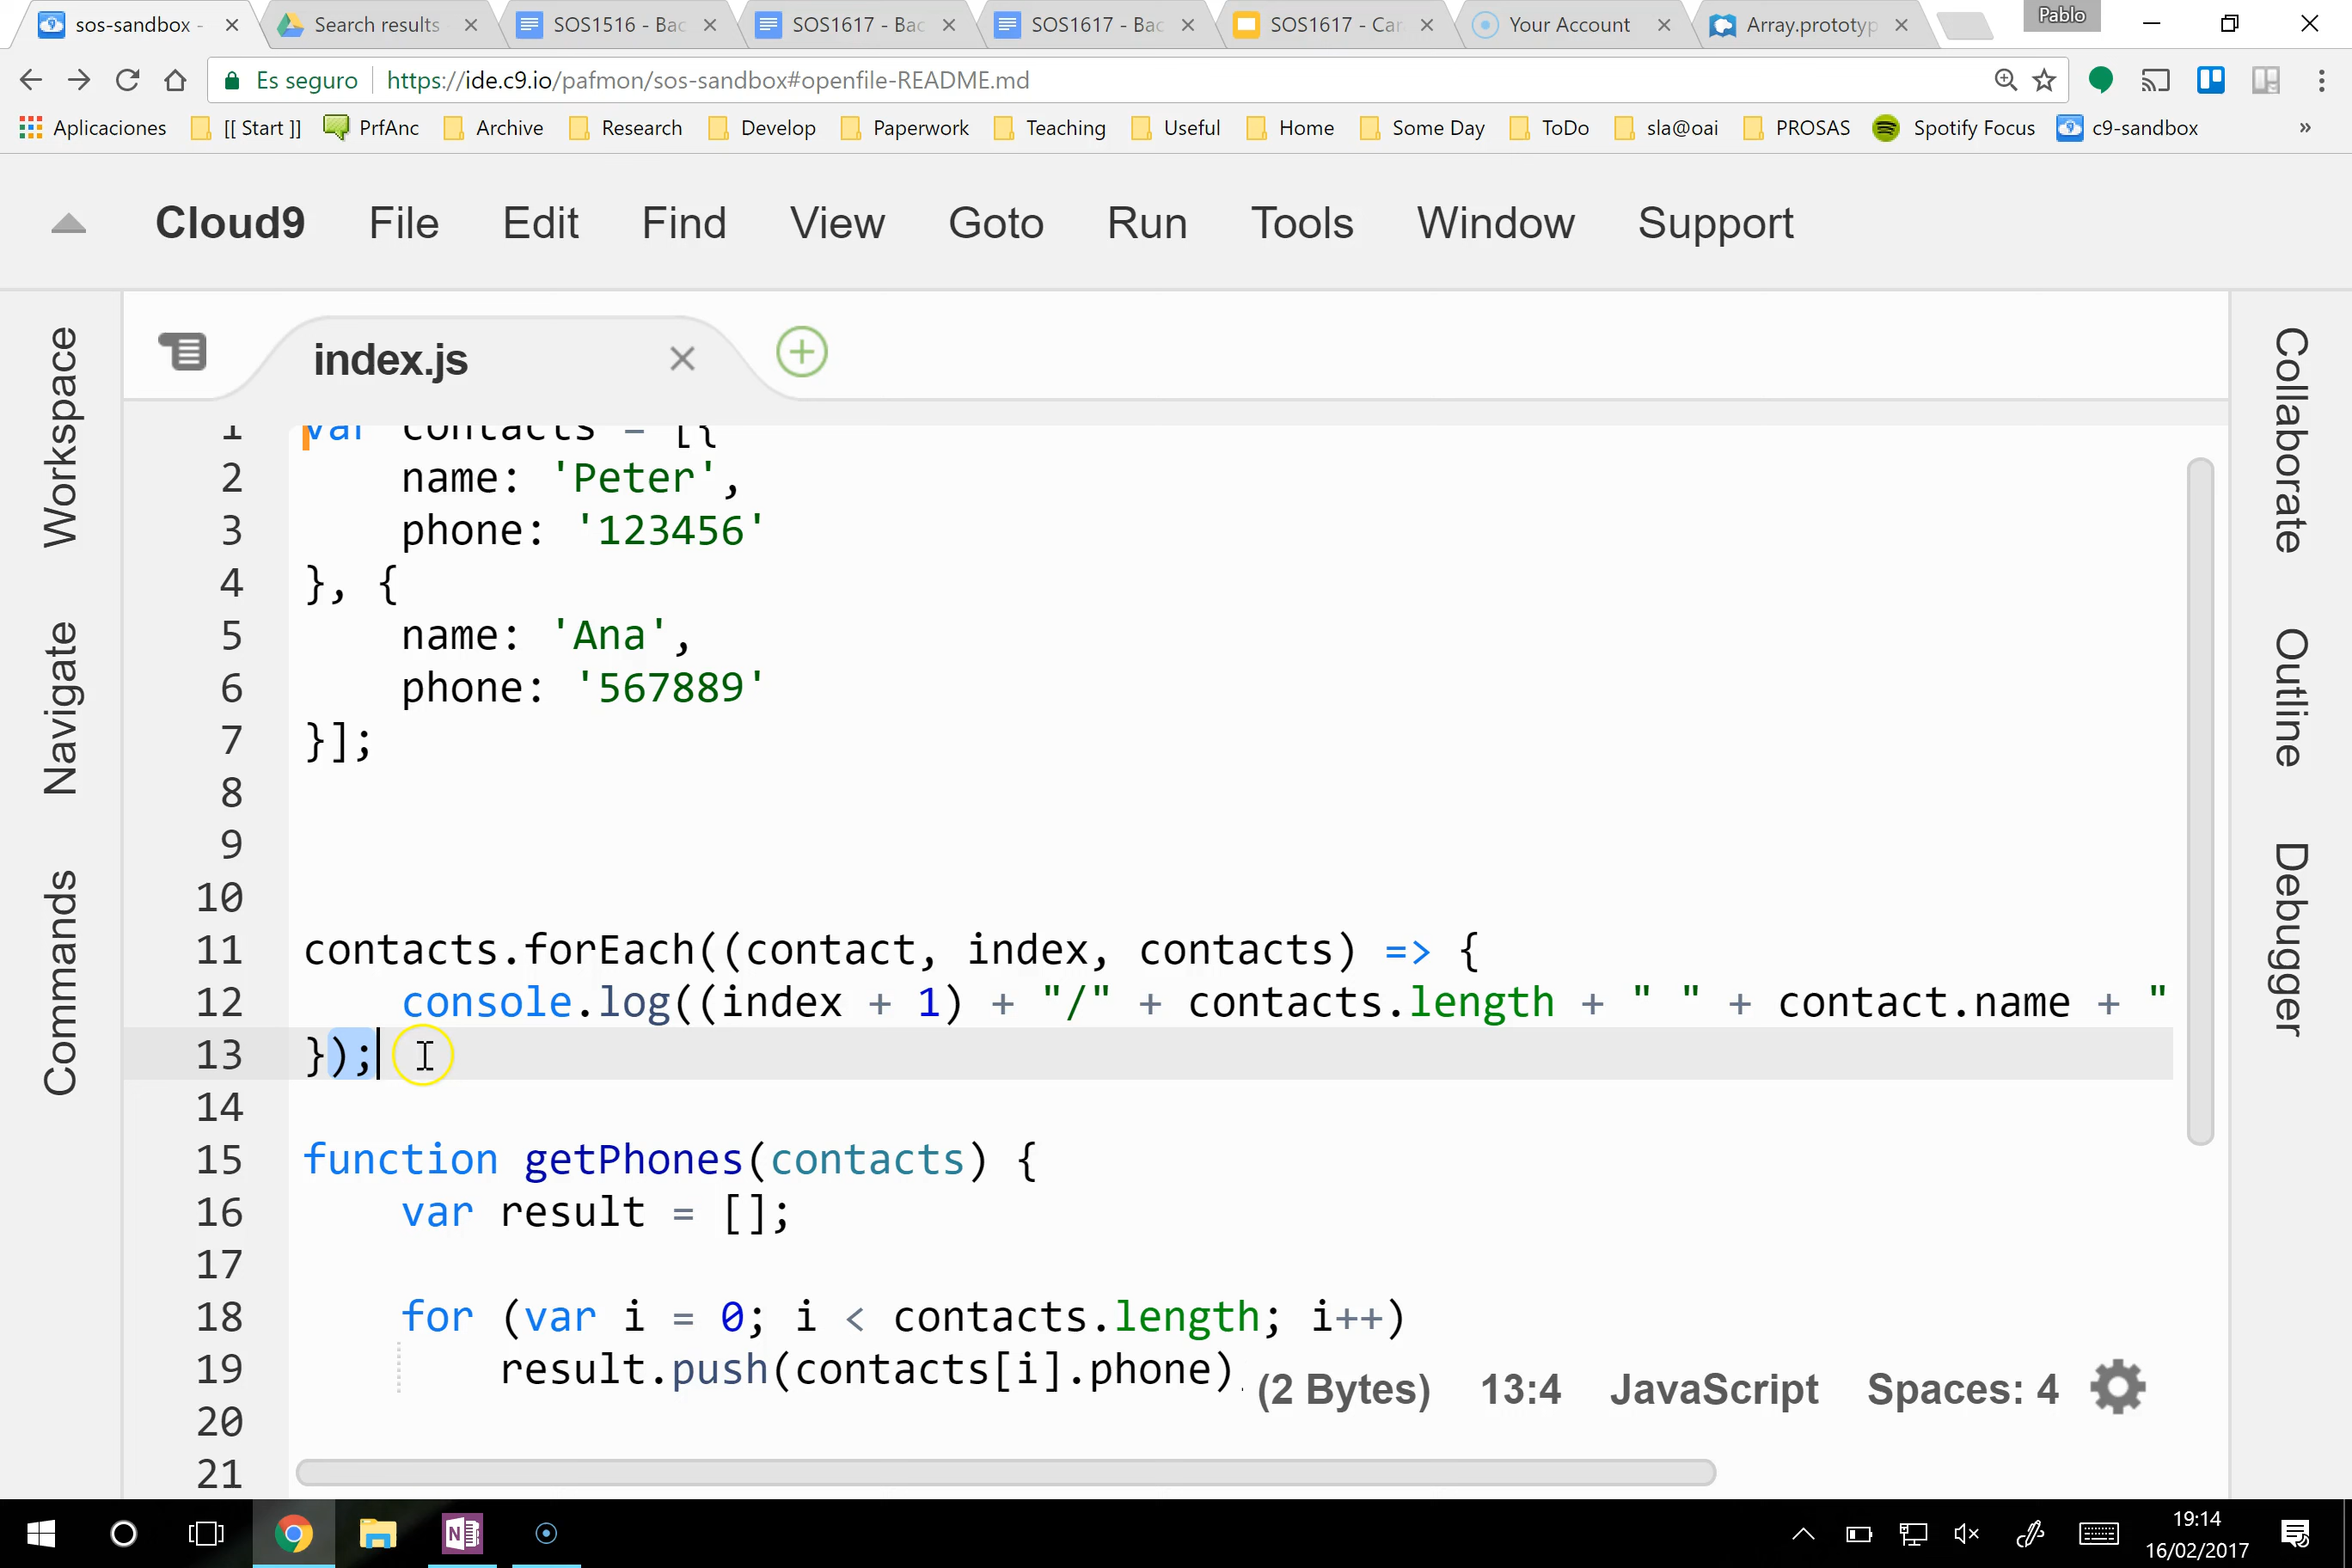 sos-sandbox -
Search results
SOS1516 - Bac
SOS1617 - Bac
SOS1617 - Bac
SOS1617 - Car
Your Account
Array.prototyp
Pablo
Es seguro https://ide.c9.io/pafmon/sos-sandbox#openfile-README.md
Aplicaciones [[ Start ]] PrfAnc Archive Research Develop Paperwork Teaching Useful Home Some Day ToDo sla@oai PROSAS Spotify Focus c9-sandbox »
Cloud9 File Edit Find View Goto Run Tools Window Support
Workspace
Navigate
Commands
index.js
1 var contacts = [{
2 name: 'Peter',
3 phone: '123456'
4 }, {
5 name: 'Ana',
6 phone: '567889'
7 }];
8
9
10
11 contacts.forEach((contact, index, contacts) => {
12 console.log((index + 1) + "/" + contacts.length + " " + contact.name + "
13 });
14
15 function getPhones(contacts) {
16 var result = [];
17
18 for (var i = 0; i < contacts.length; i++)
19 result.push(contacts[i].phone)
20
21
(2 Bytes) 13:4 JavaScript Spaces: 4
Collaborate
Outline
Debugger
19:14
16/02/2017